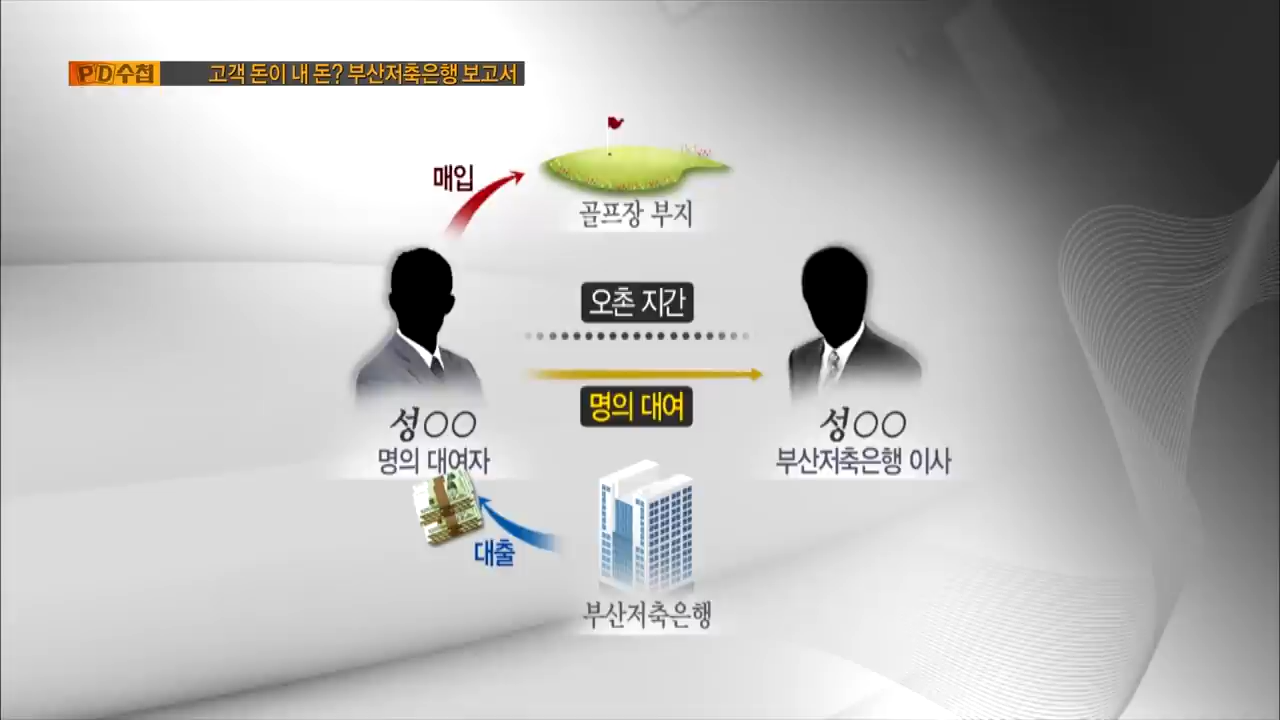 PD수첩 고객 돈이 내 돈? 부산저축은행 보고서
매입
골프장 부지
오촌 지간
명의 대여
성○○
명의 대여자
성○○
부산저축은행 이사
대출
부산저축은행